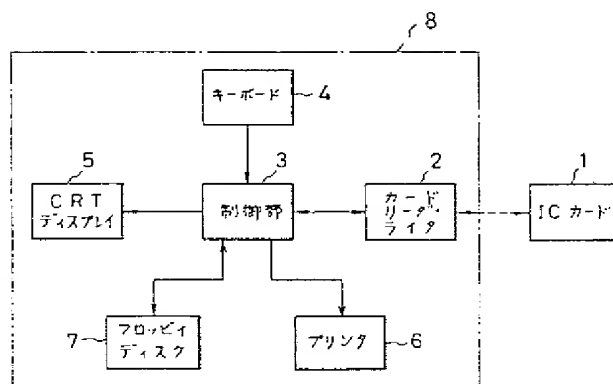 8
キーボード
4
5
CRT
ディスプレイ
3
制御部
2
カード
リーダ・
ライタ
1
ICカード
7
フロッピィ
ディスク
プリンタ
6